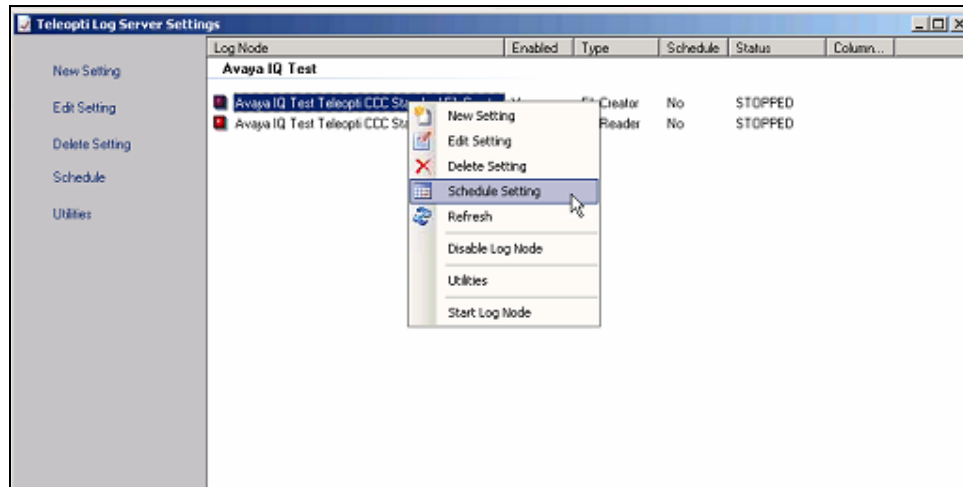 Teleopti Log Server Settings
Log Node Enabled Type Schedule Status Column...
New Setting
Edit Setting
Delete Setting
Schedule
Utilities
Avaya IQ Test
Avaya IQ Test Teleopti CCC No STOPPED
Avaya IQ Test Teleopti CCC Reader No STOPPED
New Setting
Edit Setting
Delete Setting
Schedule Setting
Refresh
Disable Log Node
Utilities
Start Log Node